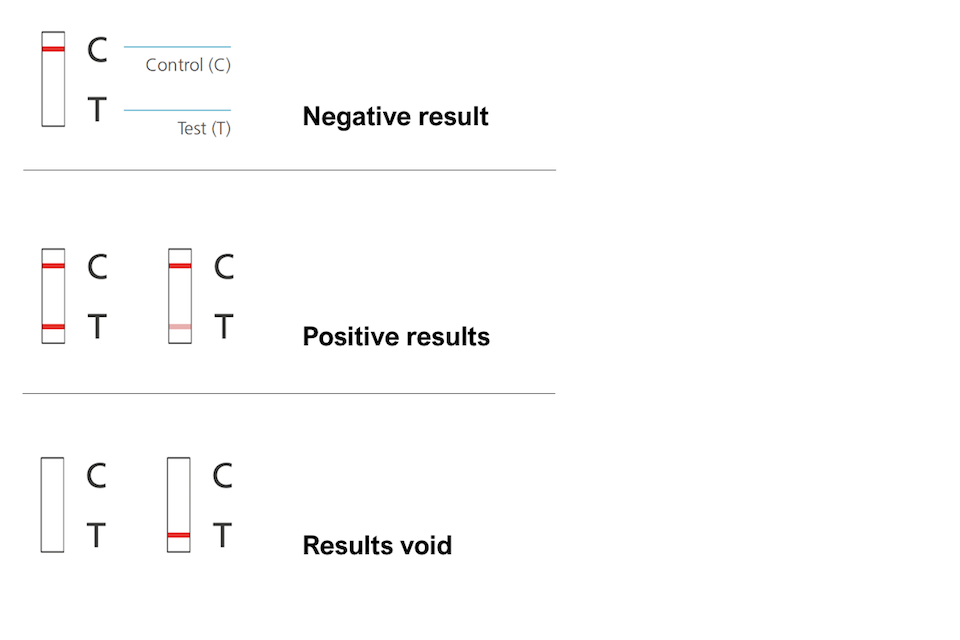 C
Control (C)
T
Test (T)
Negative result
C C
T T
Positive results
C C
T T
Results void